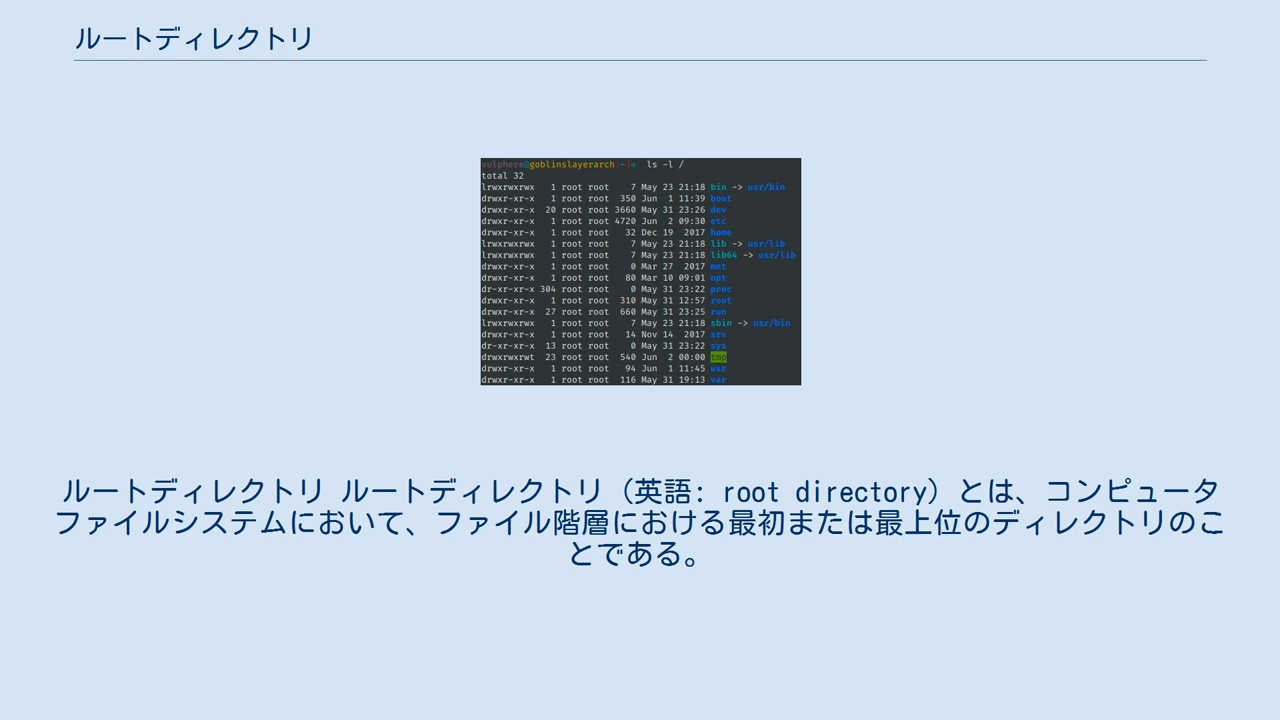 ルートディレクトリ
vulphere@goblinslayerarch ls -l /
total 32
lrwxrwxrwx 1 root root 7 May 23 21:18 bin -> usr/bin
drwxr-xr-x 1 root root 350 Jun 1 11:39 boot
drwxr-xr-x 20 root root 3660 May 31 23:26 dev
drwxr-xr-x 1 root root 4720 Jun 2 09:30 etc
drwxr-xr-x 1 root root 32 Dec 19 2017 home
lrwxrwxrwx 1 root root 7 May 23 21:18 lib -> usr/lib
lrwxrwxrwx 1 root root 7 May 23 21:18 lib64 -> usr/lib
drwxr-xr-x 1 root root 0 Mar 27 2017 mnt
drwxr-xr-x 1 root root 80 Mar 10 09:01 opt
dr-xr-xr-x 304 root root 0 May 31 23:22 proc
drwxr-xr-x 1 root root 310 May 31 12:57 root
drwxr-xr-x 27 root root 660 May 31 23:25 run
lrwxrwxrwx 1 root root 7 May 23 21:18 sbin -> usr/bin
drwxr-xr-x 1 root root 14 Nov 14 2017 srv
dr-xr-xr-x 13 root root 0 May 31 23:22 sys
drwxrwxrwt 23 root root 540 Jun 2 00:00 tmp
drwxr-xr-x 1 root root 94 Jun 1 11:45 usr
drwxr-xr-x 1 root root 116 May 31 19:13 var
ルートディレクトリ ルートディレクトリ（英語: root directory）とは、コンピュータ
ファイルシステムにおいて、ファイル階層における最初または最上位のディレクトリのこ
とである。